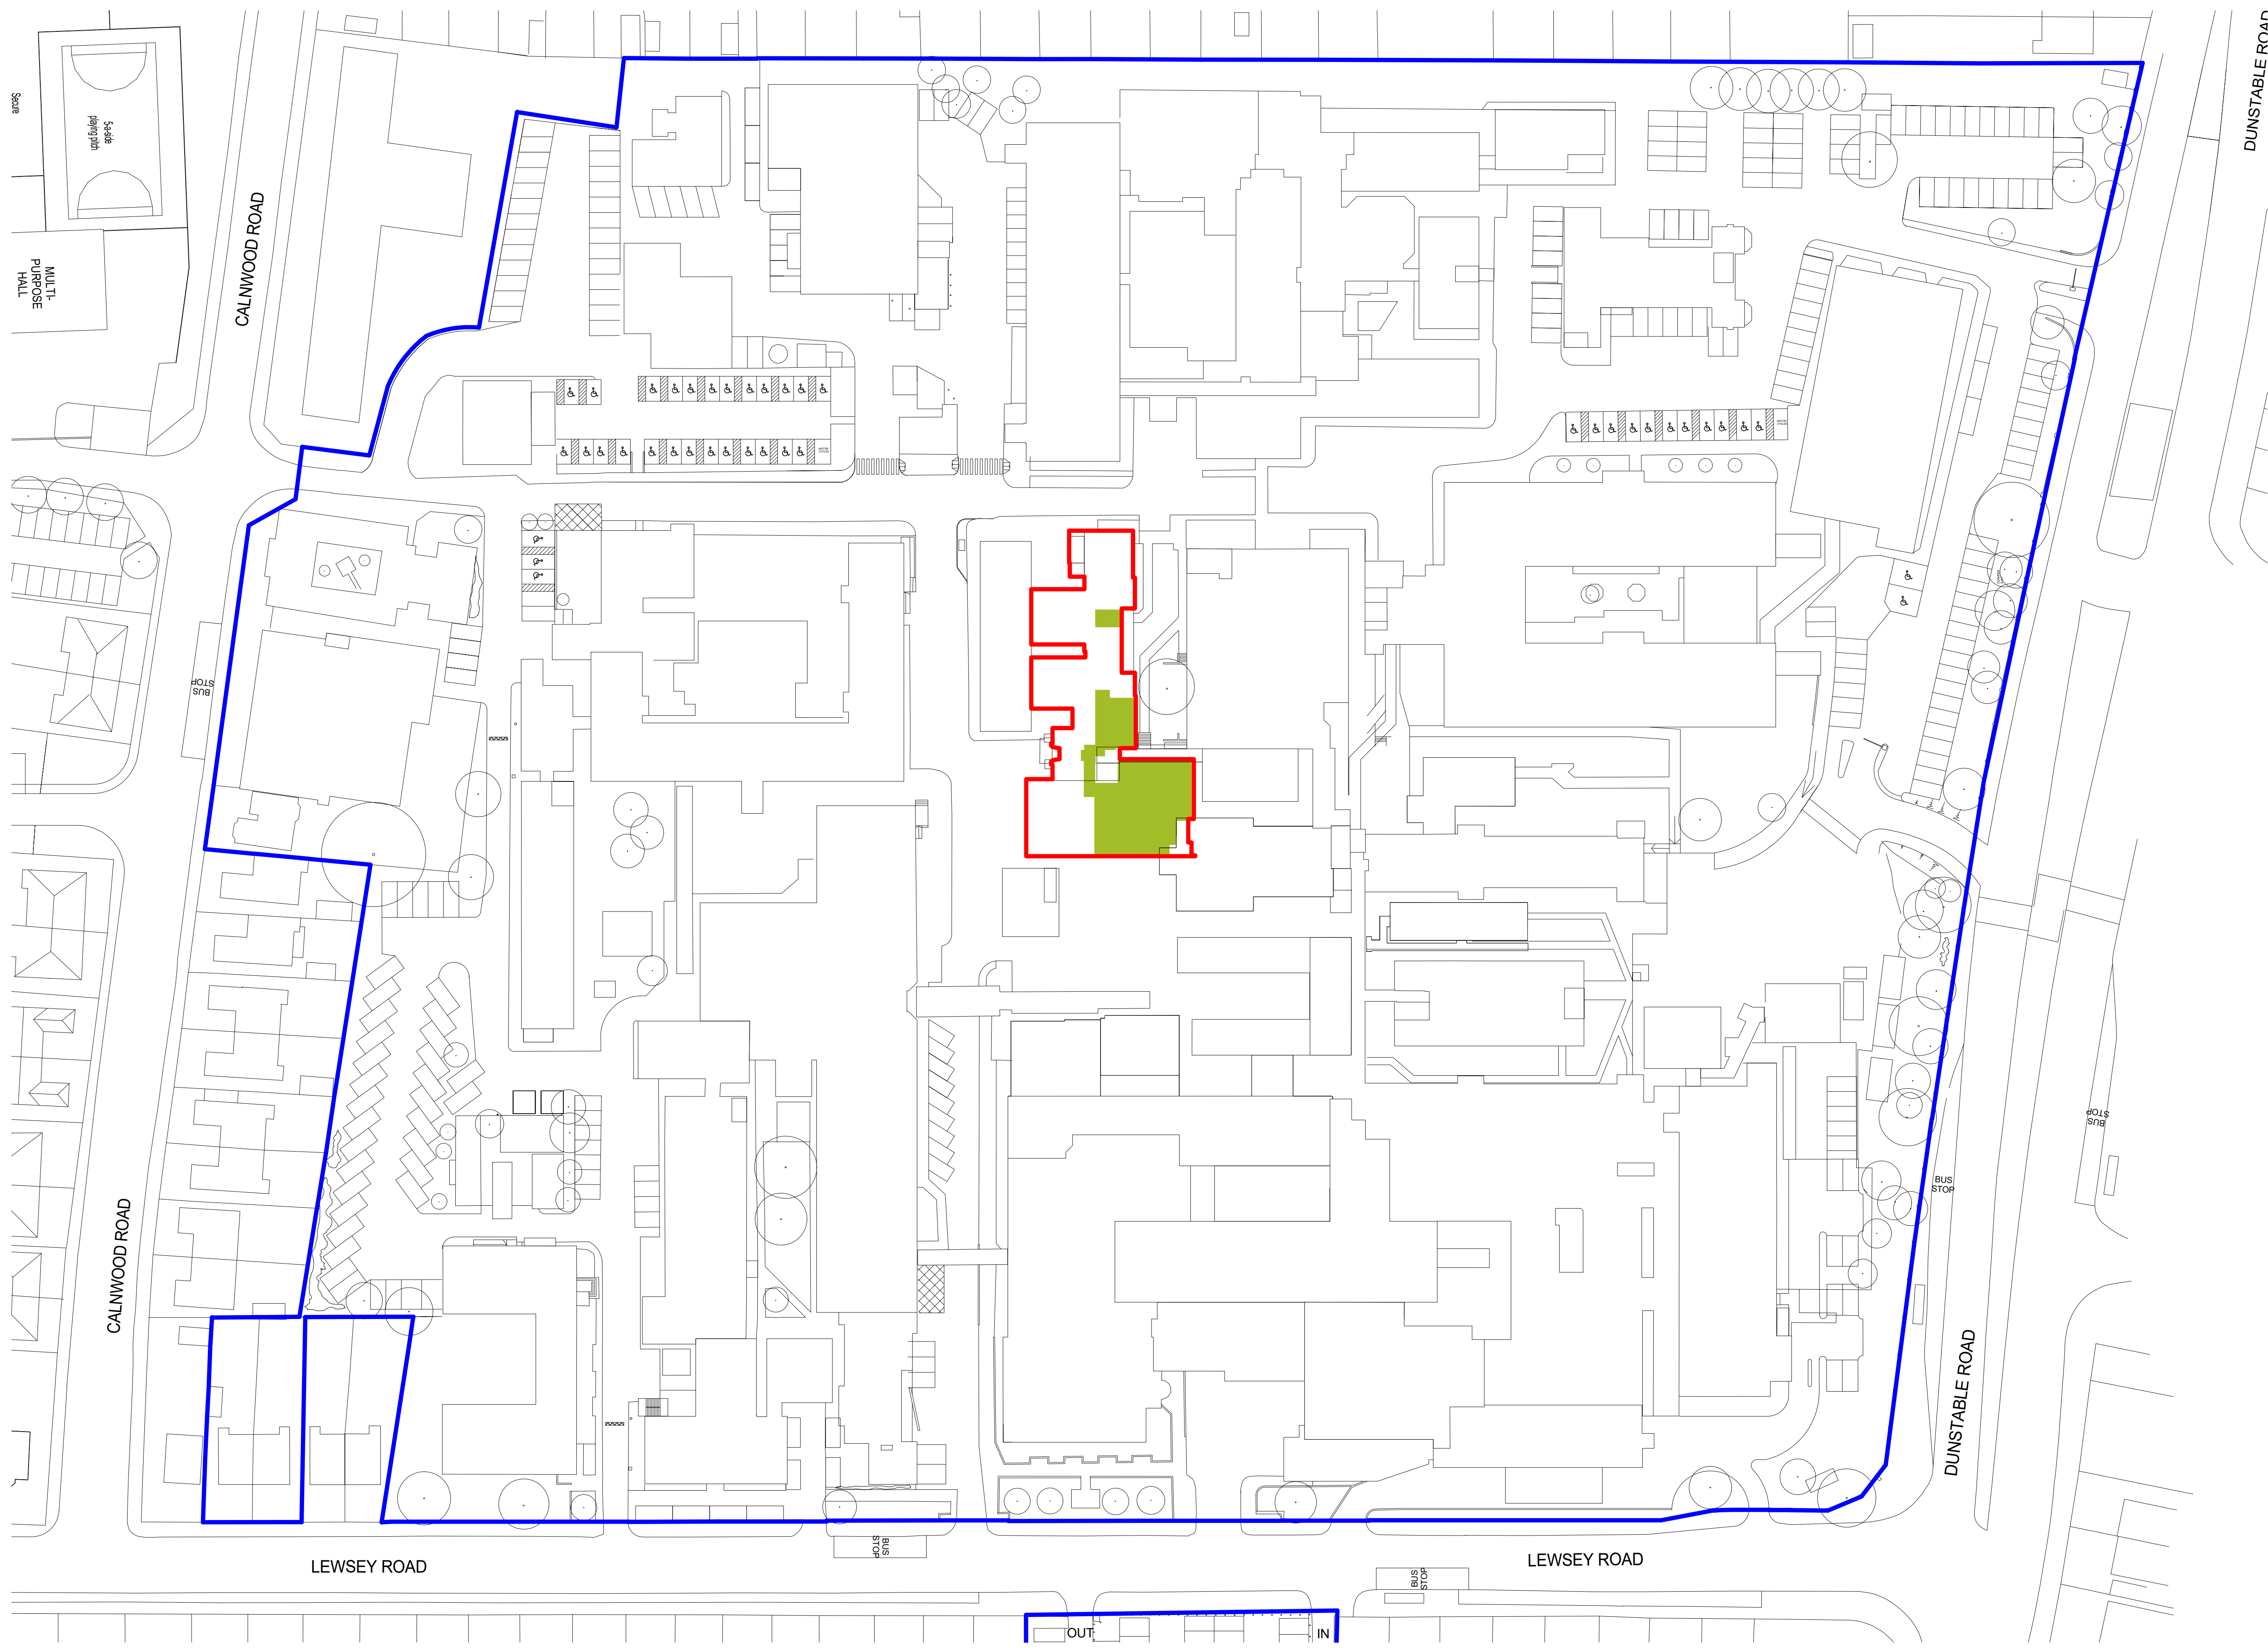 DUNSTABLE ROAD
Secure
5-a-side
playing pitch
CALNWOOD ROAD
MULTI-
PURPOSE
HALL
BUS
STOP
BUS
STOP
BUS
STOP
CALNWOOD ROAD
DUNSTABLE ROAD
BUS
STOP
LEWSEY ROAD
LEWSEY ROAD
BUS
STOP
OUT
IN